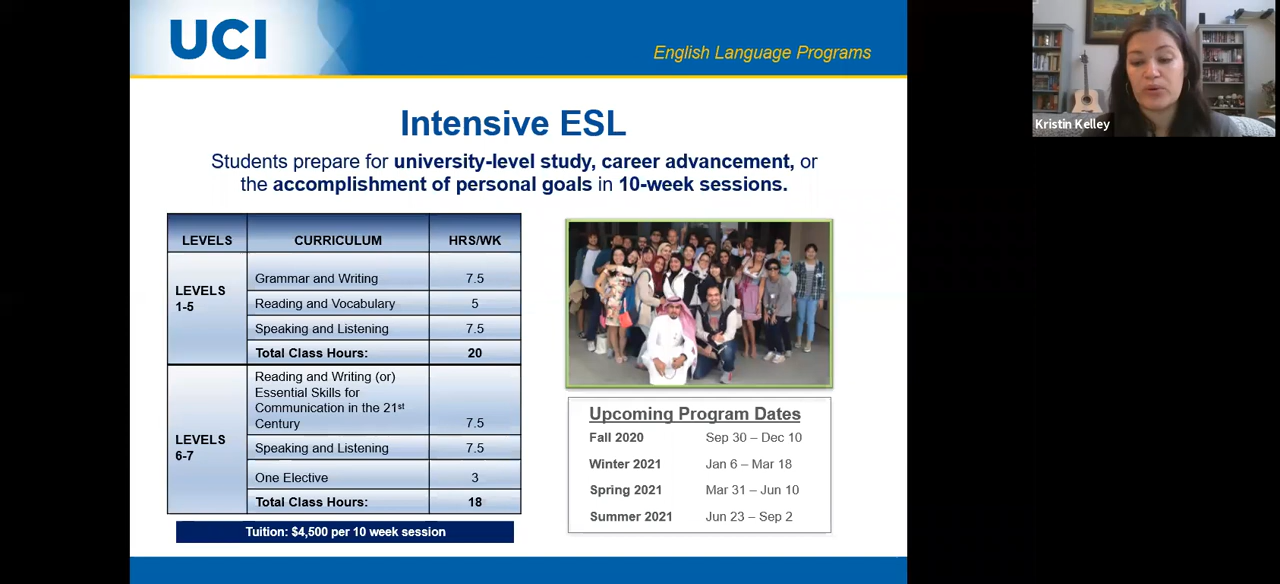 UCI
English Language Programs
Kristin Kelley
Intensive ESL
Students prepare for university-level study, career advancement, or
the accomplishment of personal goals in 10-week sessions.
LEVELS CURRICULUM HRS/WK
LEVELS
1-5
Grammar and Writing 7.5
Reading and Vocabulary 5
Speaking and Listening 7.5
Total Class Hours: 20
LEVELS
6-7
Reading and Writing (or)
Essential Skills for
Communication in the 21st
Century 7.5
Speaking and Listening 7.5
One Elective 3
Total Class Hours: 18
Tuition: $4,500 per 10 week session
Upcoming Program Dates
Fall 2020 Sep 30 – Dec 10
Winter 2021 Jan 6 – Mar 18
Spring 2021 Mar 31 – Jun 10
Summer 2021 Jun 23 – Sep 2